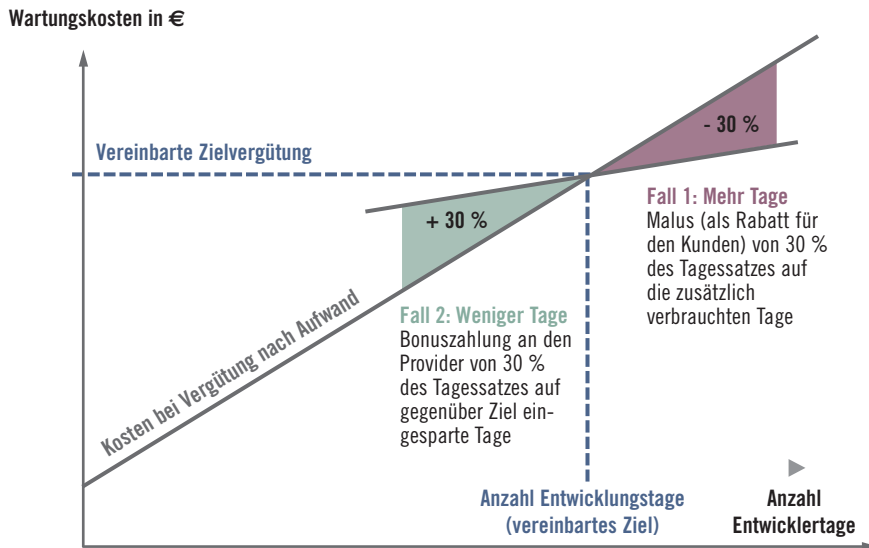 Wartungskosten in €
Vereinbarte Zielvergütung
- 30 %
+ 30 %
Fall 1: Mehr Tage
Malus (als Rabatt für
den Kunden) von 30 %
des Tagessatzes auf
die zusätzlich
verbrauchten Tage
Fall 2: Weniger Tage
Bonuszahlung an den
Provider von 30 %
des Tagessatzes auf
gegenüber Ziel ein-
gesparte Tage
Kosten bei Vergütung nach Aufwand
Anzahl Entwicklungstage
(vereinbartes Ziel)
Anzahl
Entwicklertage